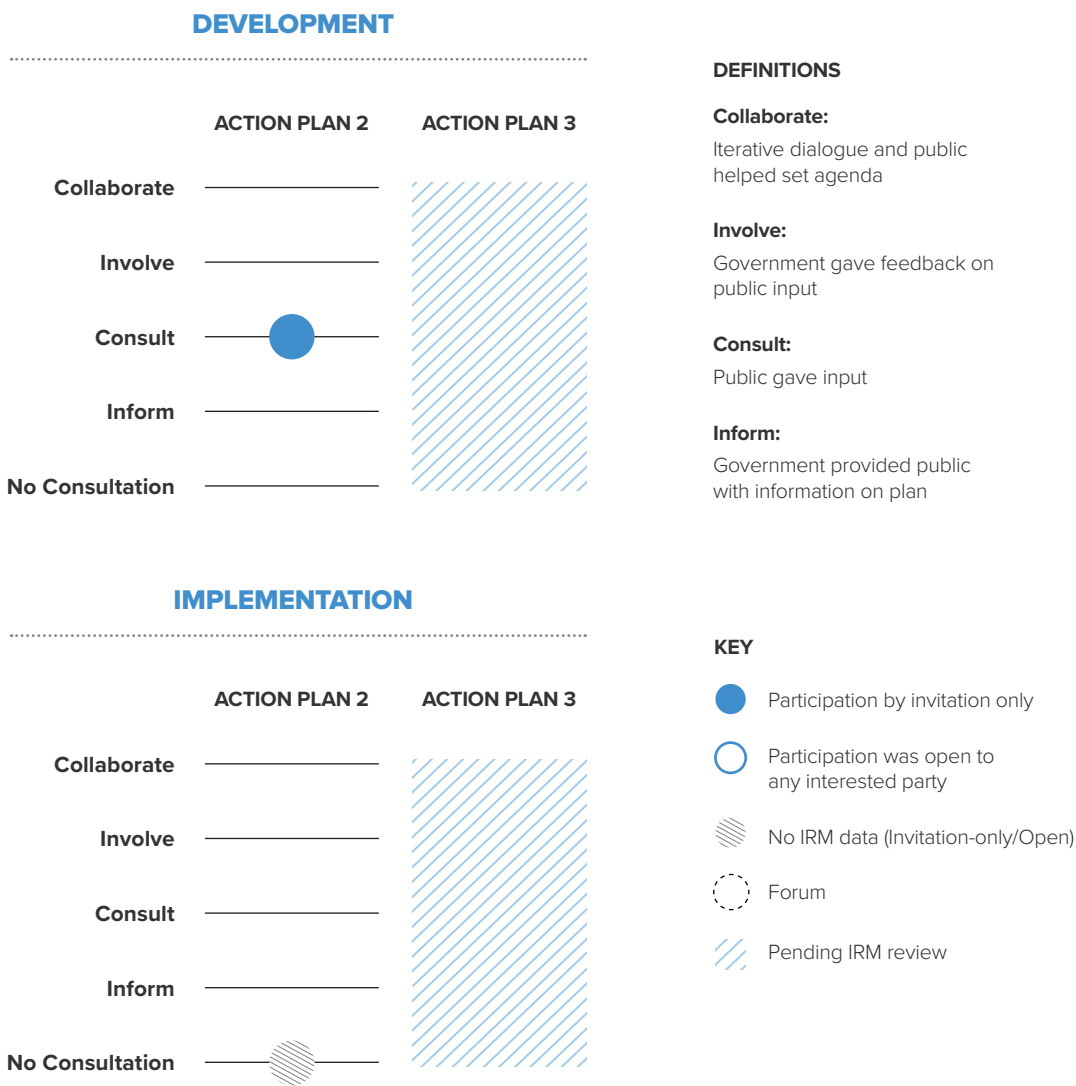 DEVELOPMENT
ACTION PLAN 2
ACTION PLAN 3
Collaborate
Involve
Consult
Inform
No Consultation
DEFINITIONS
Collaborate:
Iterative dialogue and public
helped set agenda
Involve:
Government gave feedback on
public input
Consult:
Public gave input
Inform:
Government provided public
with information on plan
IMPLEMENTATION
ACTION PLAN 2
ACTION PLAN 3
Collaborate
Involve
Consult
Inform
No Consultation
KEY
Participation by invitation only
Participation was open to
any interested party
No IRM data (Invitation-only/Open)
Forum
Pending IRM review